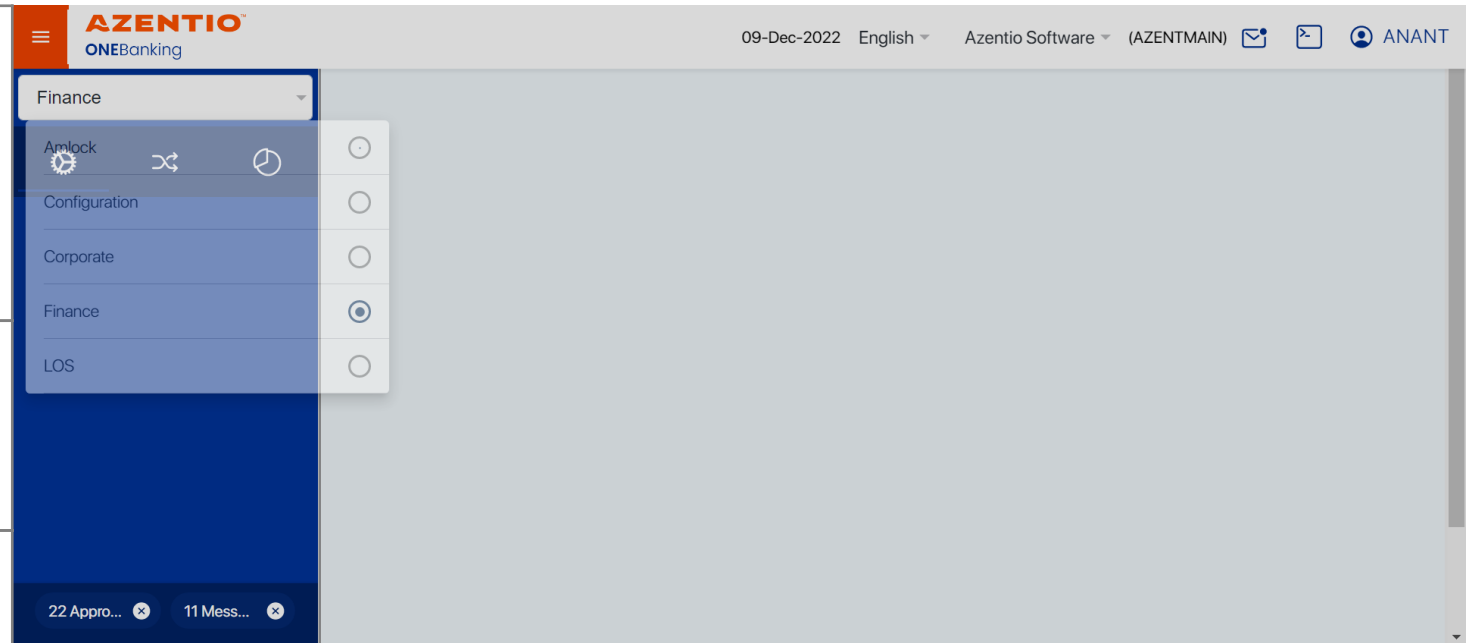 AZENTIO™
ONEBanking
09-Dec-2022 English Azentio Software (AZENTMAIN) ANANT
Finance
Amlock
Configuration
Corporate
Finance
LOS
22 Appro... 11 Mess...